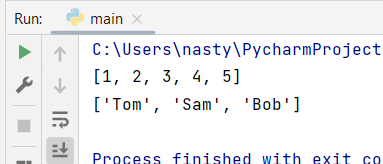 Run: main
C:\Users\nasty\PycharmProject
[1, 2, 3, 4, 5]
['Tom', 'Sam', 'Bob']
Process finished with exit co